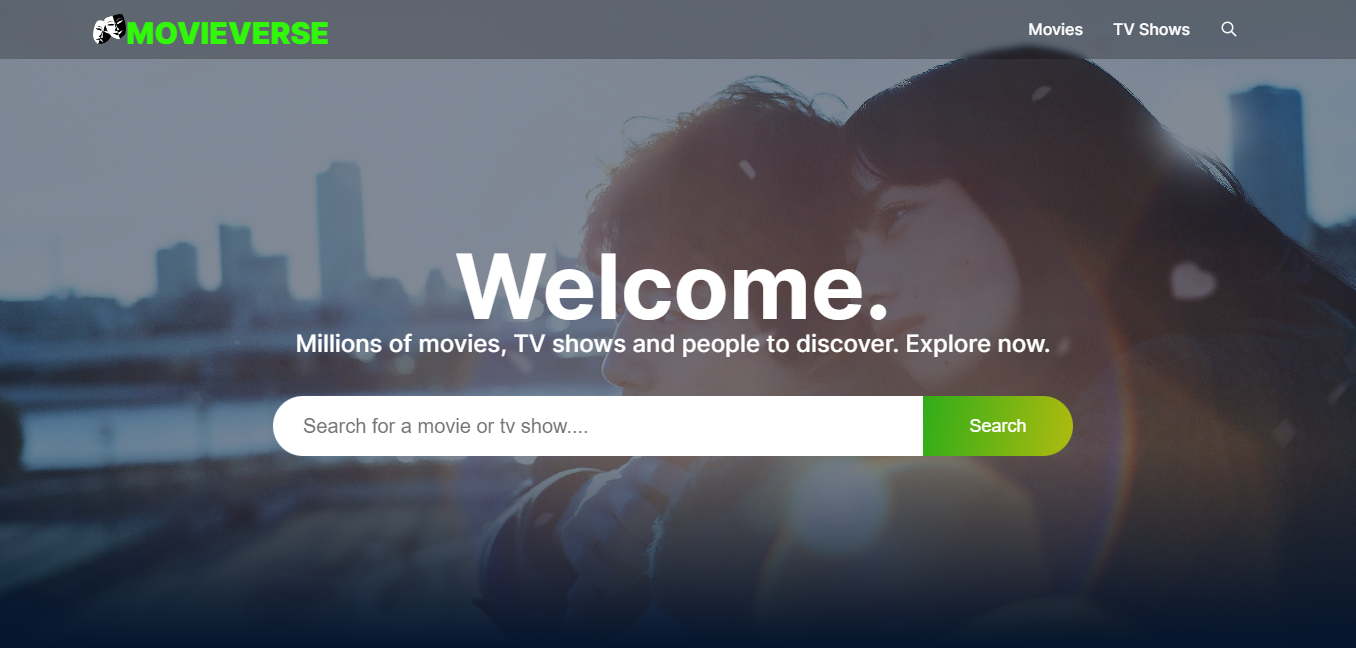 MOVIEVERSE
Movies TV Shows
Welcome.
Millions of movies, TV shows and people to discover. Explore now.
Search for a movie or tv show....
Search